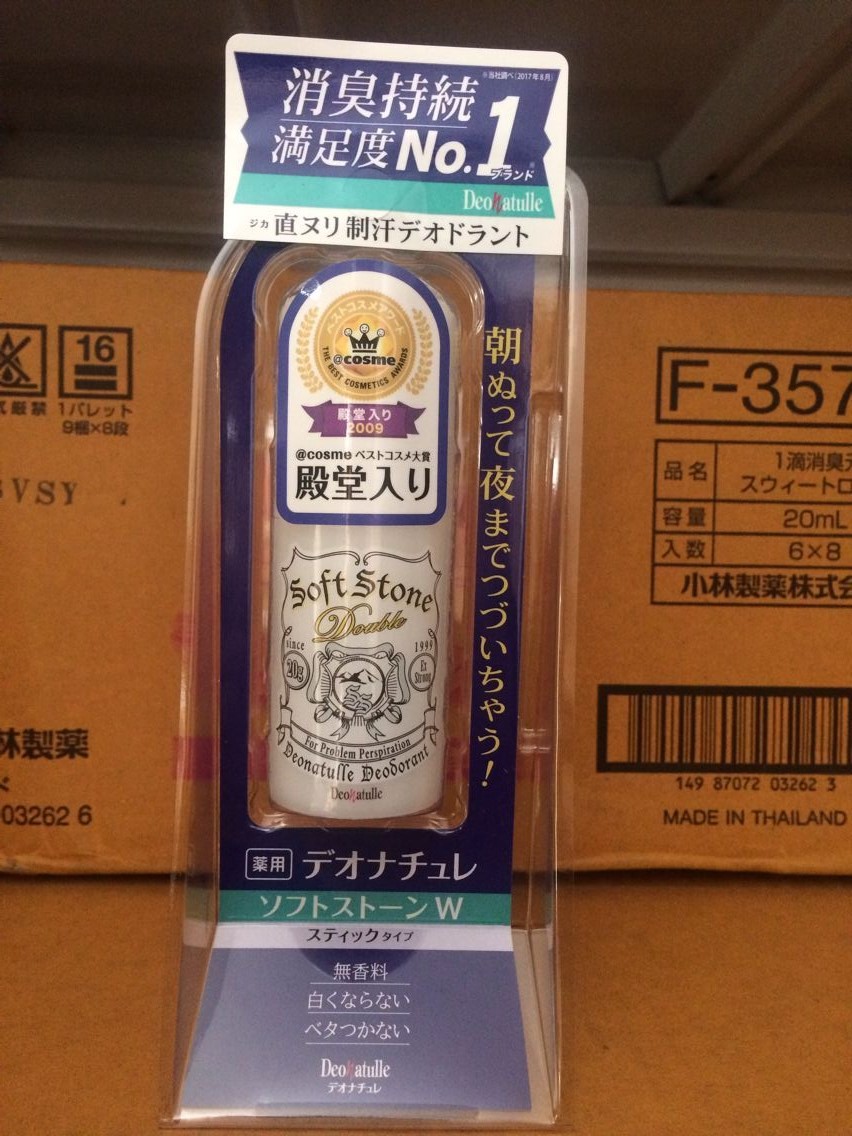 ※当社調べ(2017年8月)
消臭持続
満足度No.1
ブランド
Deonatulle
ジカ
直ヌリ制汗デオドラント
ベストコスメアワード
@cosme
THE BEST COSMETICS AWARDS
殿堂入り
2009
@cosme ベストコスメ大賞
殿堂入り
Soft Stone
Double
since
1999
20g
Ex
Strong
For Problem Perspiration
Deonatulle Deodorant
Deonatulle
朝ぬって夜までつづいちゃう!
薬用
デオナチュレ
ソフトストーンW
スティックタイプ
無香料
白くならない
ベタつかない
Deonatulle
デオナチュレ
16
厳禁
1パレット
9梱×8段
VSY
林製薬
03262 6
F-357
品名
1滴消臭元
スウィートロ
容量
20mL
入数
6×8
小林製薬株式会
149 87072 03262 3
MADE IN THAILAND